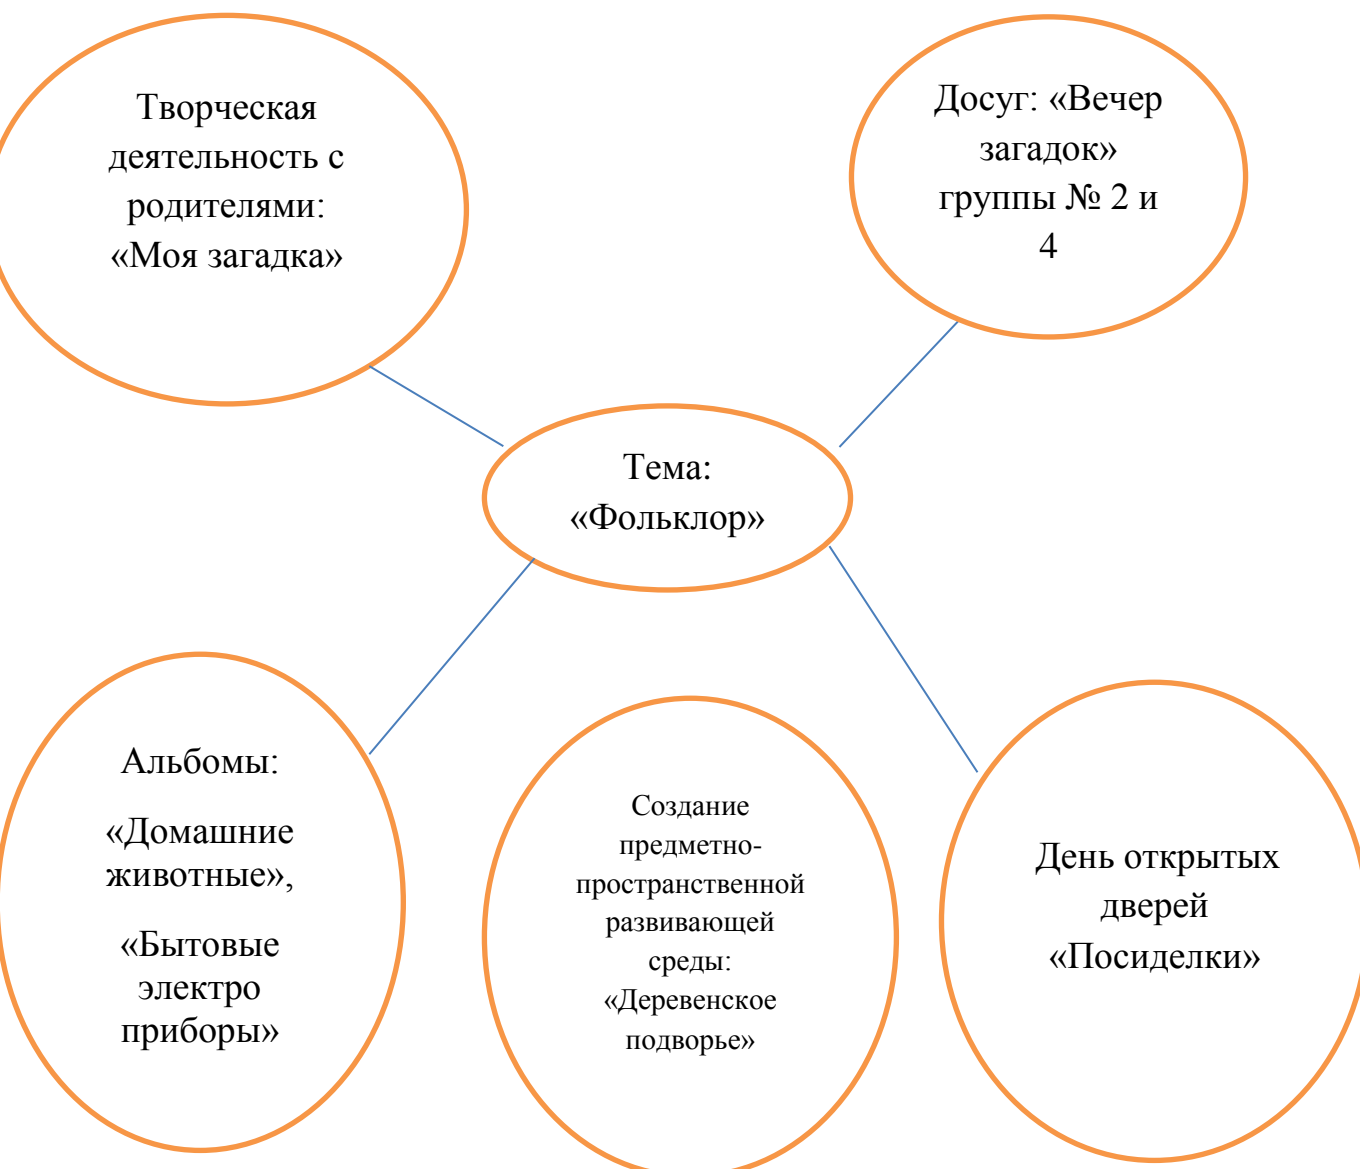 Творческая
деятельность с
родителями:
«Моя загадка»
Досуг: «Вечер
загадок»
группы № 2 и
4
Тема:
«Фольклор»
Альбомы:
«Домашние
животные»,
«Бытовые
электро
приборы»
Создание
предметно-
пространственной
развивающей
среды:
«Деревенское
подворье»
День открытых
дверей
«Посиделки»